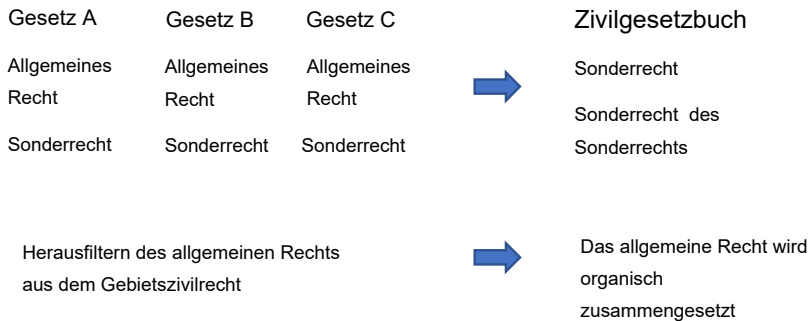 Gesetz A
Gesetz B
Gesetz C
Zivilgesetzbuch
Allgemeines
Recht
Allgemeines
Recht
Allgemeines
Recht
Sonderrecht
Sonderrecht
Sonderrecht
Sonderrecht
Sonderrecht des
Sonderrechts
Herausfiltern des allgemeinen Rechts
aus dem Gebietszivilrecht
Das allgemeine Recht wird
organisch
zusammengesetzt